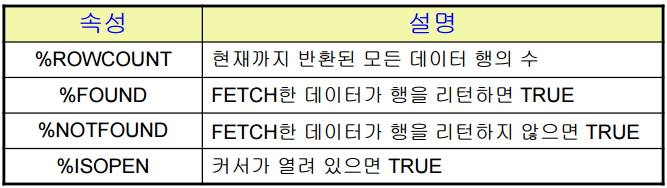 속성 설명
%ROWCOUNT 현재까지 반환된 모든 데이터 행의 수
%FOUND FETCH한 데이터가 행을 리턴하면 TRUE
%NOTFOUND FETCH한 데이터가 행을 리턴하지 않으면 TRUE
%ISOPEN 커서가 열려 있으면 TRUE